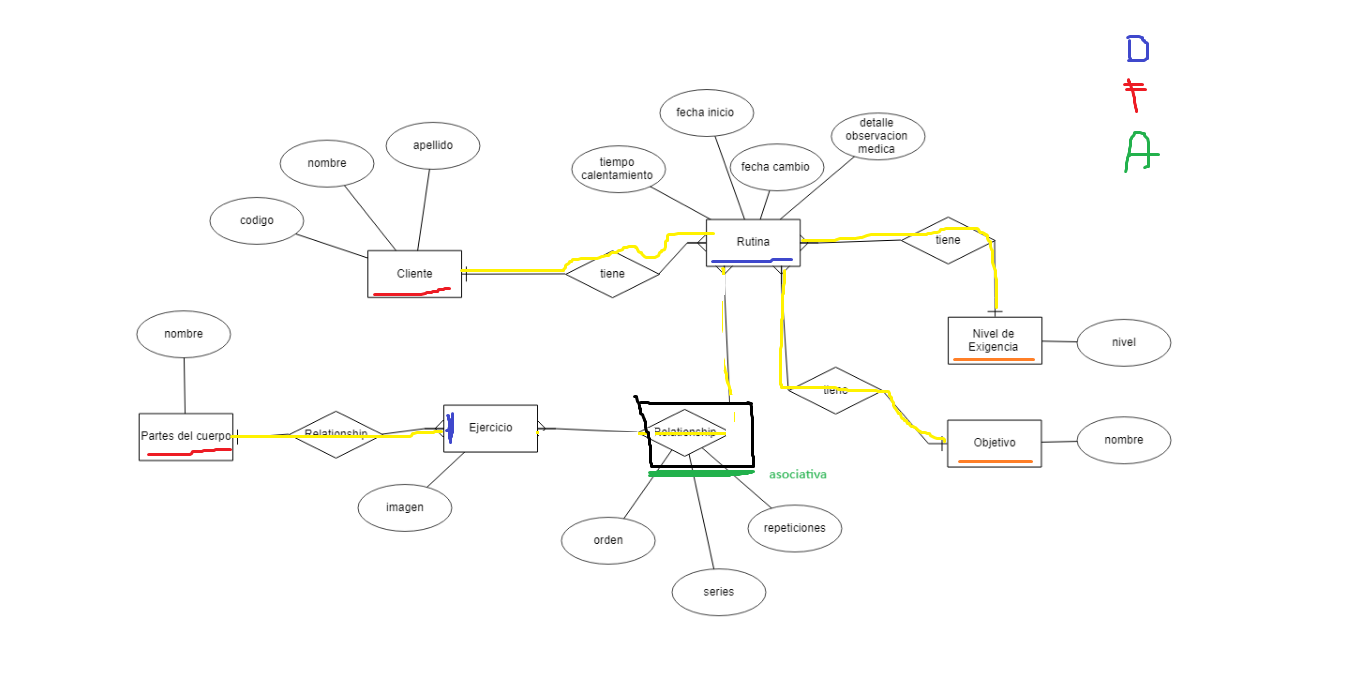 D
F
A
fecha inicio
detalle
observacion
medica
apellido
nombre
tiempo
calentamiento
fecha cambio
codigo
Rutina
tiene
Cliente
tiene
nombre
Nivel de
Exigencia
nivel
tiene
Partes del cuerpo
Relationship
Ejercicio
Relationship
Objetivo
nombre
asociativa
imagen
orden
repeticiones
series